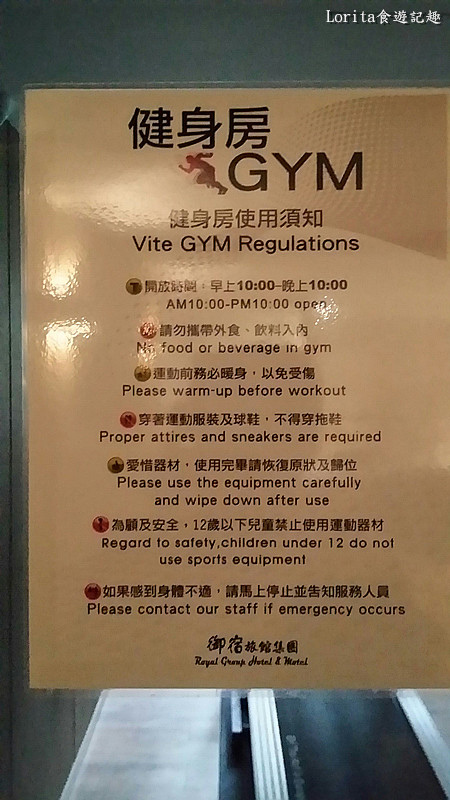 Lorita食遊記趣
健身房
GYM
健身房使用須知
Vite GYM Regulations
開放時間：早上10:00–晚上10:00
AM10:00-PM10:00 open
請勿攜帶外食、飲料入內
No food or beverage in gym
運動前務必暖身，以免受傷
Please warm-up before workout
穿著運動服裝及球鞋，不得穿拖鞋
Proper attires and sneakers are required
愛惜器材，使用完畢請恢復原狀及歸位
Please use the equipment carefully
and wipe down after use
為顧及安全，12歲以下兒童禁止使用運動器材
Regard to safety,children under 12 do not
use sports equipment
如果感到身體不適，請馬上停止並告知服務人員
Please contact our staff if emergency occurs
御宿旅館集團
Royal Group Hotel & Motel